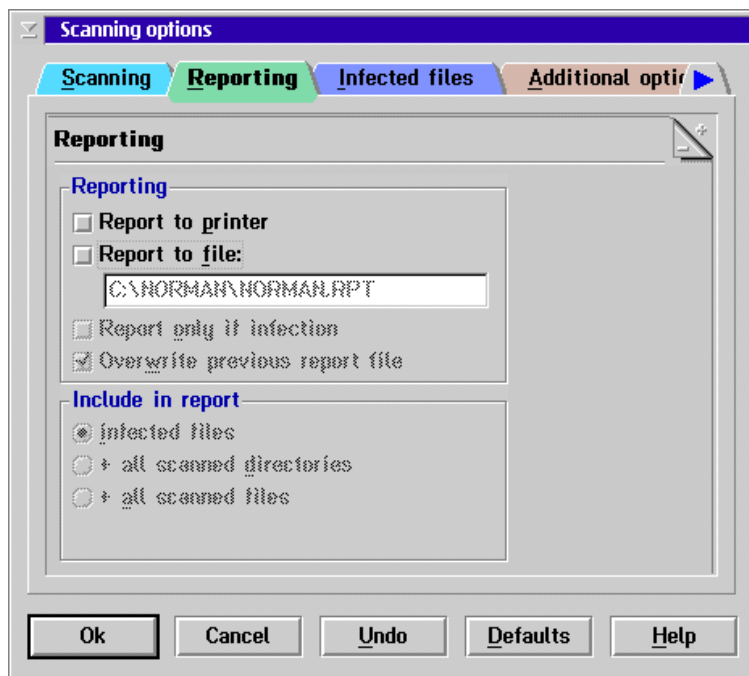 Scanning options
Scanning Reporting Infected files Additional optio
Reporting
Reporting
Report to printer
Report to file:
C:\NORMAN\NORMAN.RPT
Report only if infection
Overwrite previous report file
Include in report
Infected files
+ all scanned directories
+ all scanned files
Ok Cancel Undo Defaults Help